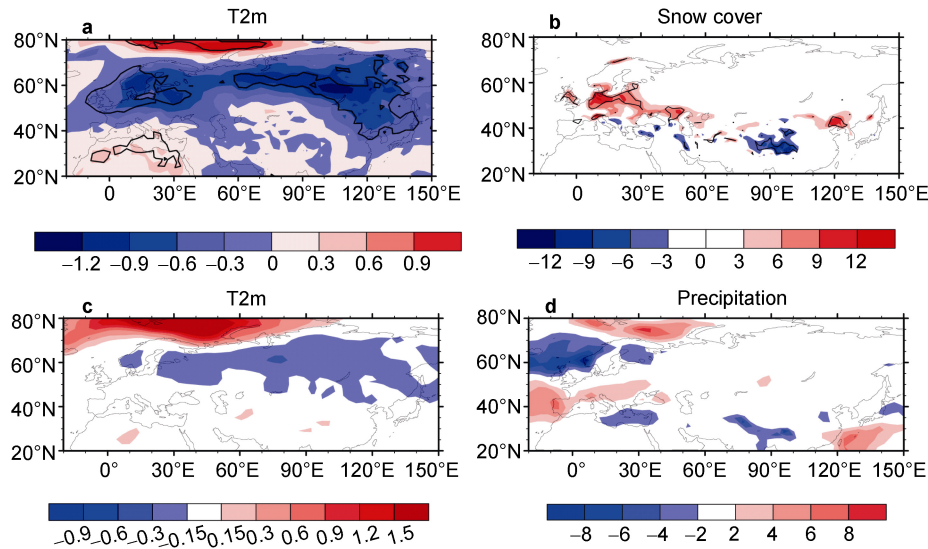 a T2m
80°N
60°N
40°N
20°N
0° 30°E 60°E 90°E 120°E 150°E
−1.2 −0.9 −0.6 −0.3 0 0.3 0.6 0.9
b Snow cover
80°N
60°N
40°N
20°N
0° 30°E 60°E 90°E 120°E 150°E
−12 −9 −6 −3 3 6 9 12
c T2m
80°N
60°N
40°N
20°N
0° 30°E 60°E 90°E 120°E 150°E
−0.9 −0.6 −0.3 −0.15 0.15 0.3 0.6 0.9 1.2 1.5
d Precipitation
80°N
60°N
40°N
20°N
0° 30°E 60°E 90°E 120°E 150°E
−8 −6 −4 −2 2 4 6 8